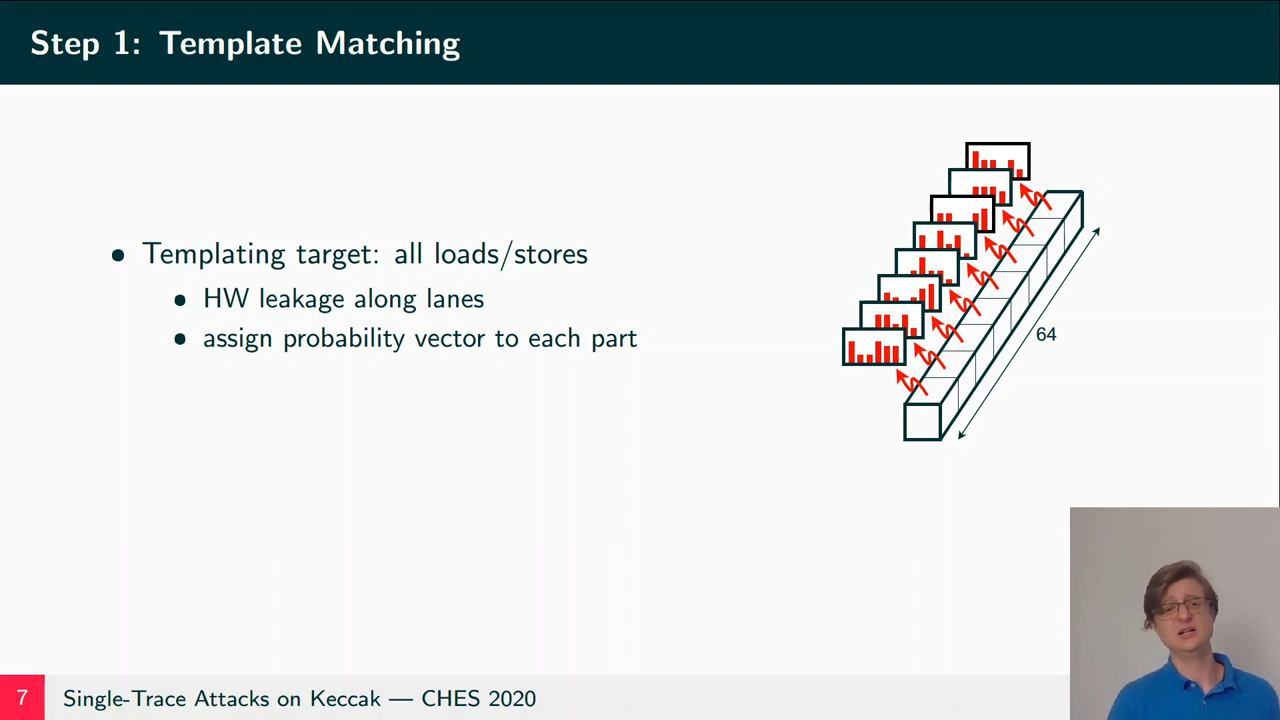 Step 1: Template Matching
• Templating target: all loads/stores
• HW leakage along lanes
• assign probability vector to each part
64
7
Single-Trace Attacks on Keccak — CHES 2020